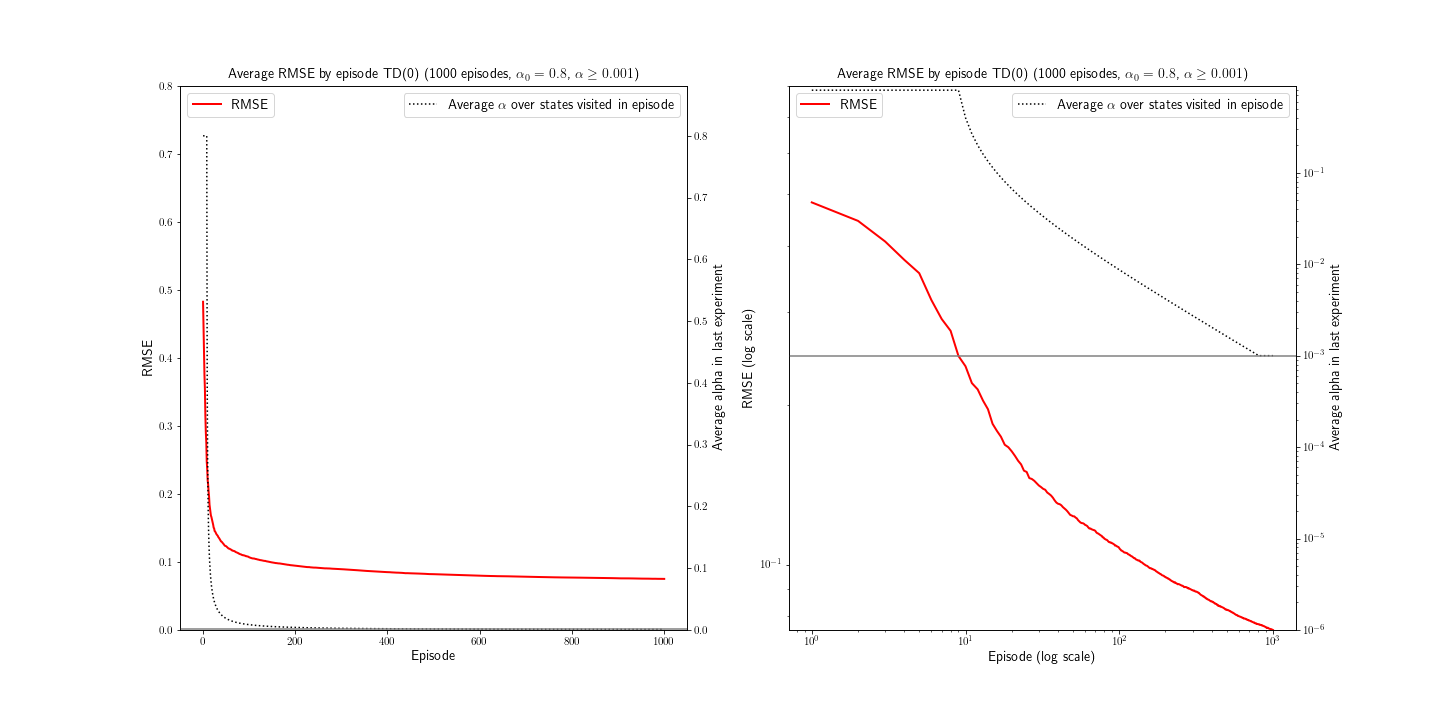 Average RMSE by episode TD(0) (1000 episodes, α₀ = 0.8, α ≥ 0.001)
RMSE
Average α over states visited in episode
0.8
0.7
0.6
0.5
0.4
0.3
0.2
0.1
0.0
RMSE
0.8
0.7
0.6
0.5
0.4
0.3
0.2
0.1
0.0
Average alpha in last experiment
0
200
400
600
800
1000
Episode
Average RMSE by episode TD(0) (1000 episodes, α₀ = 0.8, α ≥ 0.001)
RMSE
Average α over states visited in episode
10⁻¹
RMSE (log scale)
10⁻¹
10⁻²
10⁻³
10⁻⁴
10⁻⁵
10⁻⁶
Average alpha in last experiment
10⁰
10¹
10²
10³
Episode (log scale)